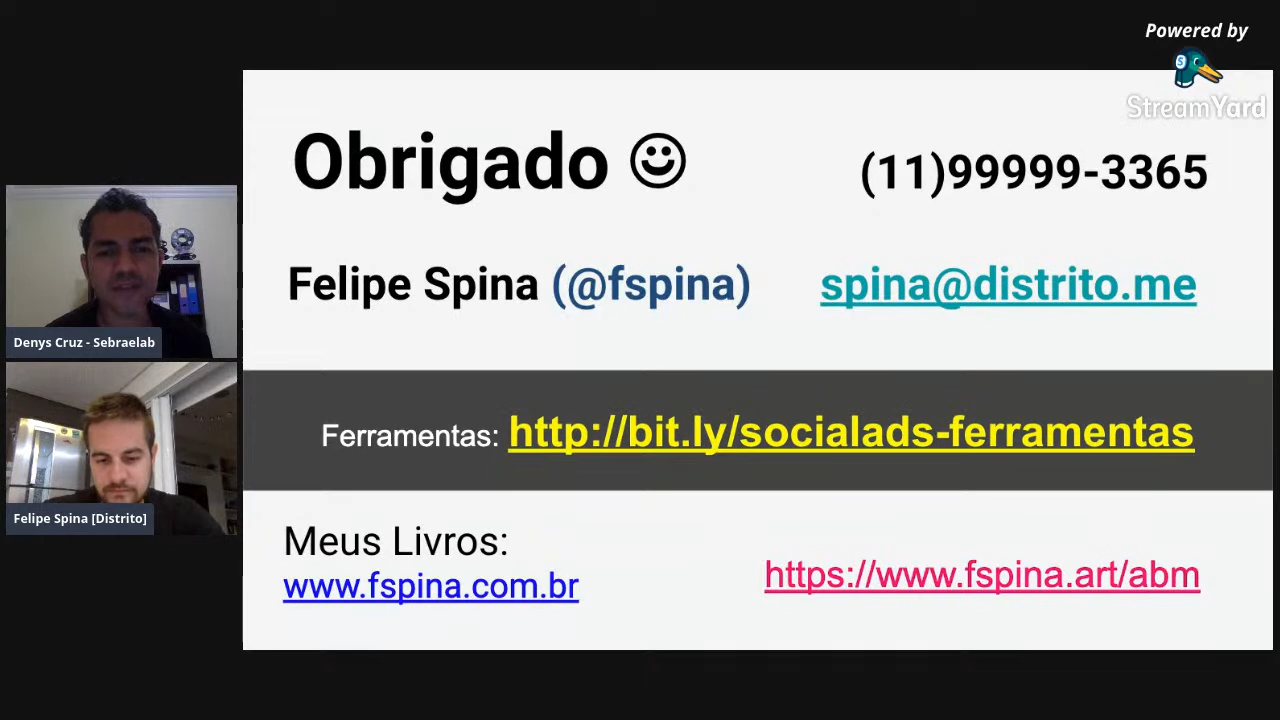 Powered by
StreamYard
Obrigado ☺
(11)99999-3365
Felipe Spina (@fspina)
spina@distrito.me
Denys Cruz - Sebraelab
Ferramentas: http://bit.ly/socialads-ferramentas
Felipe Spina [Distrito]
Meus Livros:
www.fspina.com.br
https://www.fspina.art/abm